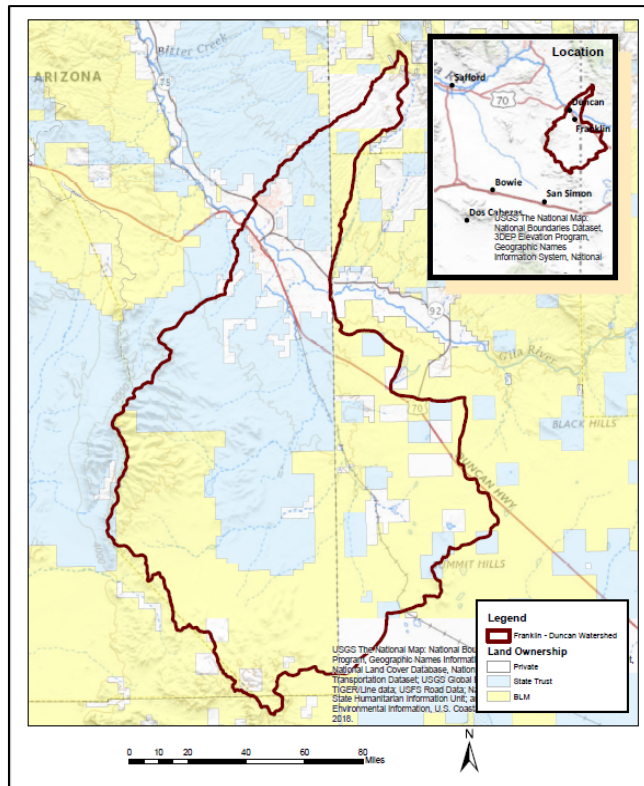 Bitter Creek
ARIZONA
75
Location
Safford
70
Duncan
Franklin
Bowie
San Simon
Dos Cabezas
USGS The National Map:
National Boundaries Dataset,
3DEP Elevation Program,
Geographic Names
Information System, National
92
Gila River
70
BLACK HILLS
DUNCAN HWY
SUMMIT HILLS
USGS The National Map: National Bou
Program, Geographic Names Informati
National Land Cover Database, Nation
Transportation Dataset; USGS Global
TIGER/Line data; USFS Road Data; Na
State Humanitarian Information Unit; a
Environmental Information, U.S. Coast
2018.
Legend
Franklin - Duncan Watershed
Land Ownership
Private
State Trust
BLM
0 10 20 40 60 80
Miles
N